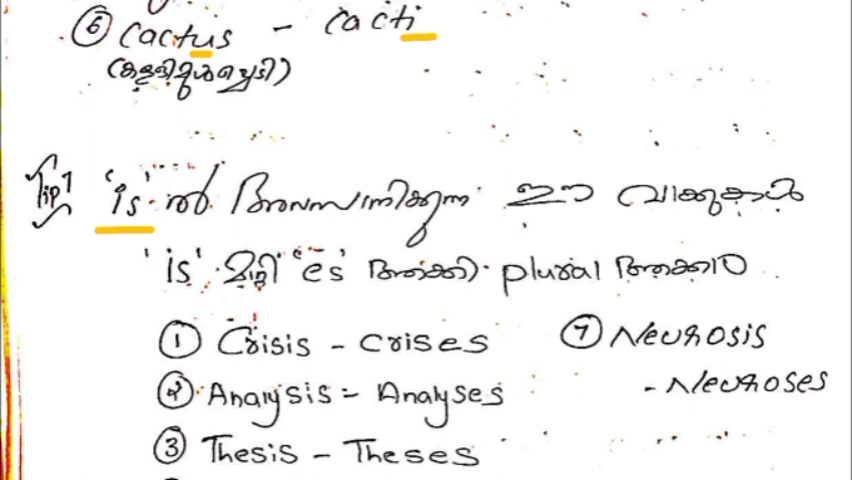 ⑥ Cactus - cacti
(കള്ളിമുൾച്ചെടി)
Tip 7 'is' ൽ അവസാനിക്കുന്ന ഈ വാക്കുകൾ
'is' മാറ്റി 'es' ആക്കി plural ആക്കാം
① Crisis - crises
② Analysis = Analyses
③ Thesis - Theses
⑦ Neurosis
- Neuroses